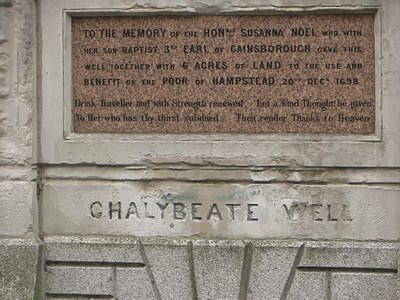 TO THE MEMORY OF THE HONBLE SUSANNA NOEL WHO WITH
HER SON BAPTIST 3RD EARL OF GAINSBOROUGH GAVE THIS
WELL TOGETHER WITH 6 ACRES OF LAND TO THE USE AND
BENEFIT OF THE POOR OF HAMPSTEAD 20TH DECR 1698
Drink Traveller and with Strength renewed Let a kind Thought be given
To Her who has thy thirst subdued Then render Thanks to Heaven
CHALYBEATE WELL